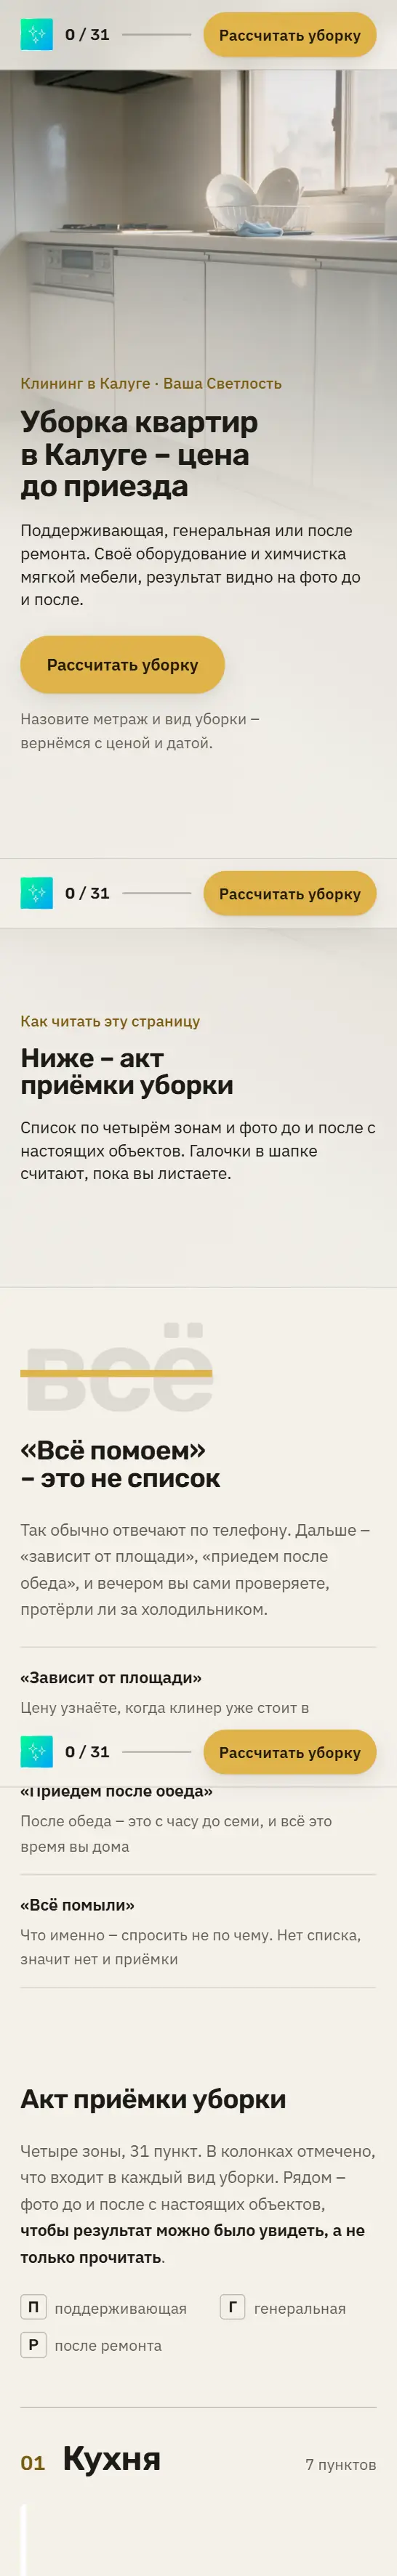 0 / 31
Рассчитать уборку
Клининг в Калуге · Ваша Светлость
Уборка квартир
в Калуге – цена
до приезда
Поддерживающая, генеральная или после
ремонта. Своё оборудование и химчистка
мягкой мебели, результат видно на фото до
и после.
Рассчитать уборку
Назовите метраж и вид уборки –
вернёмся с ценой и датой.
0 / 31
Рассчитать уборку
Как читать эту страницу
Ниже – акт
приёмки уборки
Список по четырём зонам и фото до и после с
настоящих объектов. Галочки в шапке
считают, пока вы листаете.
всё
«Всё помоем»
– это не список
Так обычно отвечают по телефону. Дальше –
«зависит от площади», «приедем после
обеда», и вечером вы сами проверяете,
протёрли ли за холодильником.
«Зависит от площади»
Цену узнаёте, когда клинер уже стоит в
0 / 31
Рассчитать уборку
«Приедем после обеда»
После обеда – это с часу до семи, и всё это
время вы дома
«Всё помыли»
Что именно – спросить не по чему. Нет списка,
значит нет и приёмки
Акт приёмки уборки
Четыре зоны, 31 пункт. В колонках отмечено,
что входит в каждый вид уборки. Рядом –
фото до и после с настоящих объектов,
чтобы результат можно было увидеть, а не
только прочитать.
П поддерживающая Г генеральная
Р после ремонта
01 Кухня 7 пунктов